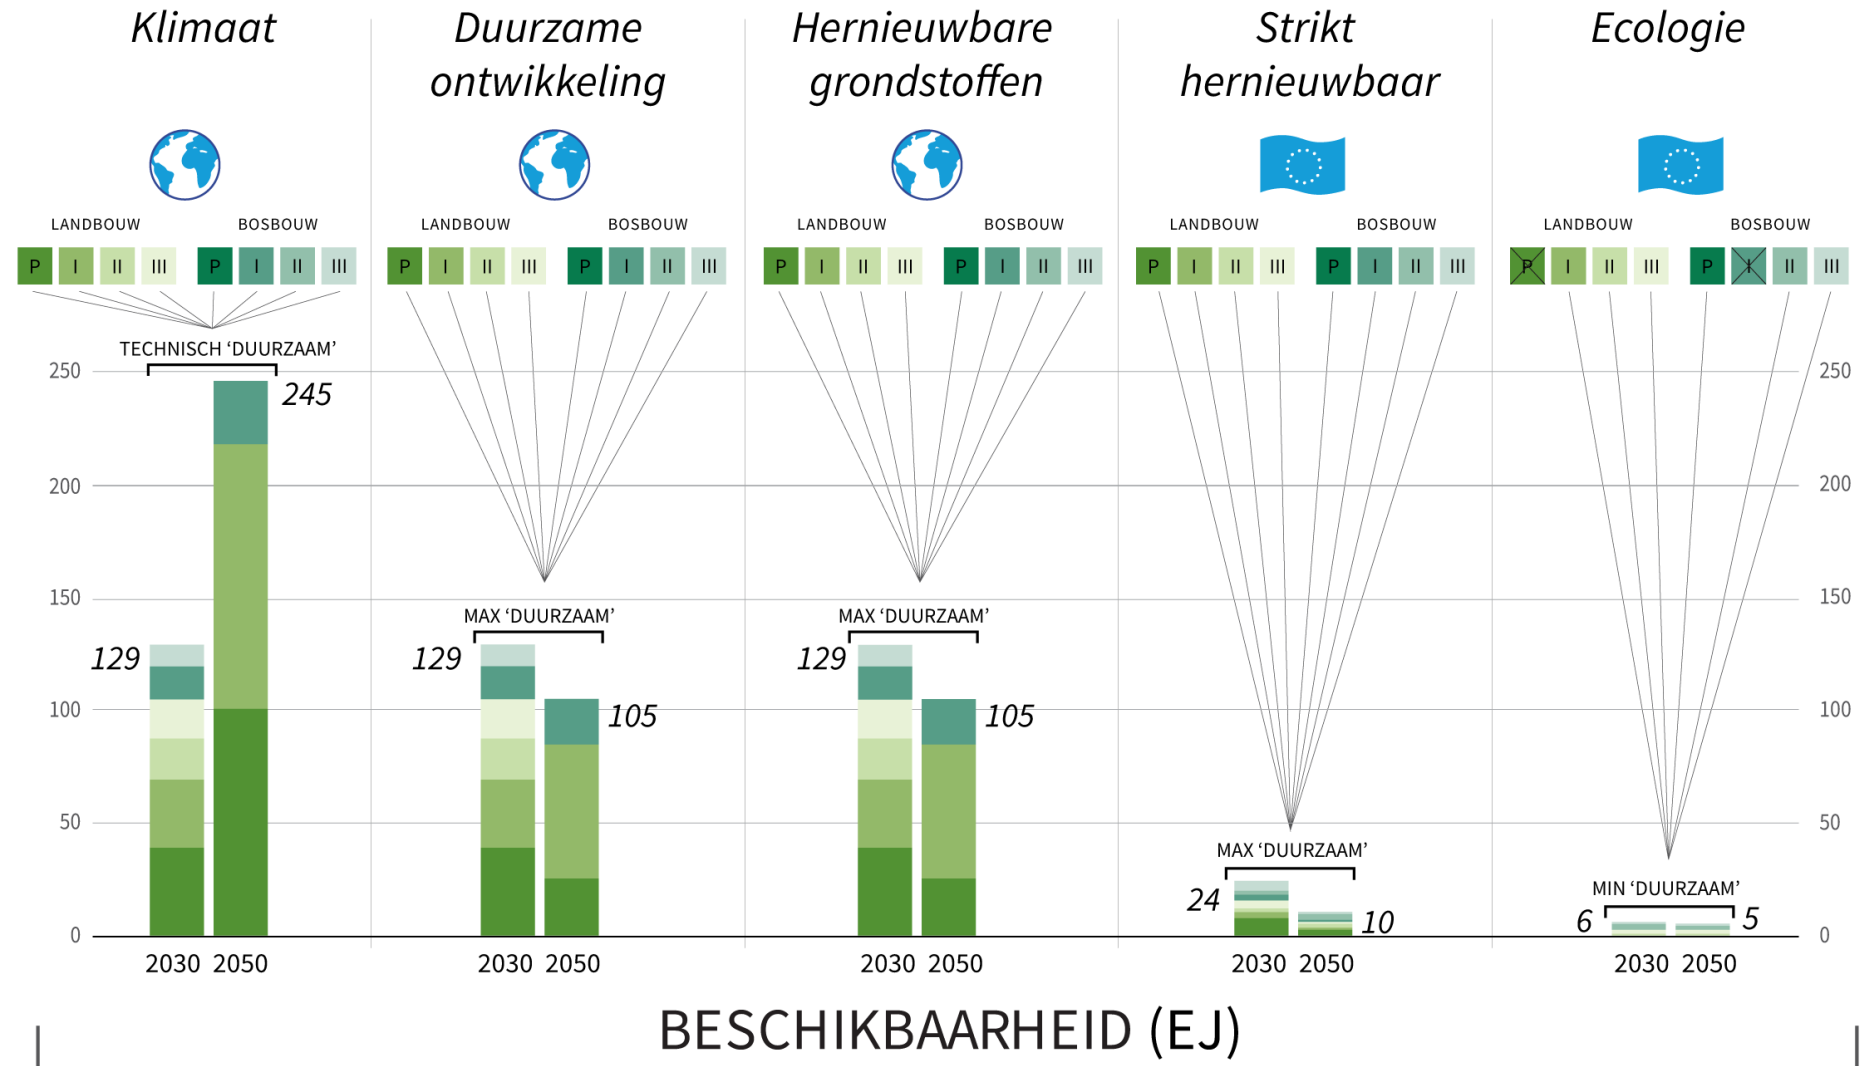 Klimaat
Duurzame
ontwikkeling
Hernieuwbare
grondstoffen
Strikt
hernieuwbaar
Ecologie
LANDBOUW BOSBOUW
P I II III P I II III
LANDBOUW BOSBOUW
P I II III P I II III
LANDBOUW BOSBOUW
P I II III P I II III
LANDBOUW BOSBOUW
P I II III P I II III
LANDBOUW BOSBOUW
P I II III P I II III
TECHNISCH ‘DUURZAAM’
129
245
MAX ‘DUURZAAM’
129
105
MAX ‘DUURZAAM’
129
105
MAX ‘DUURZAAM’
24
10
MIN ‘DUURZAAM’
6
5
250 250
200 200
150 150
100 100
50 50
0 0
2030 2050 2030 2050 2030 2050 2030 2050 2030 2050
BESCHIKBAARHEID (EJ)